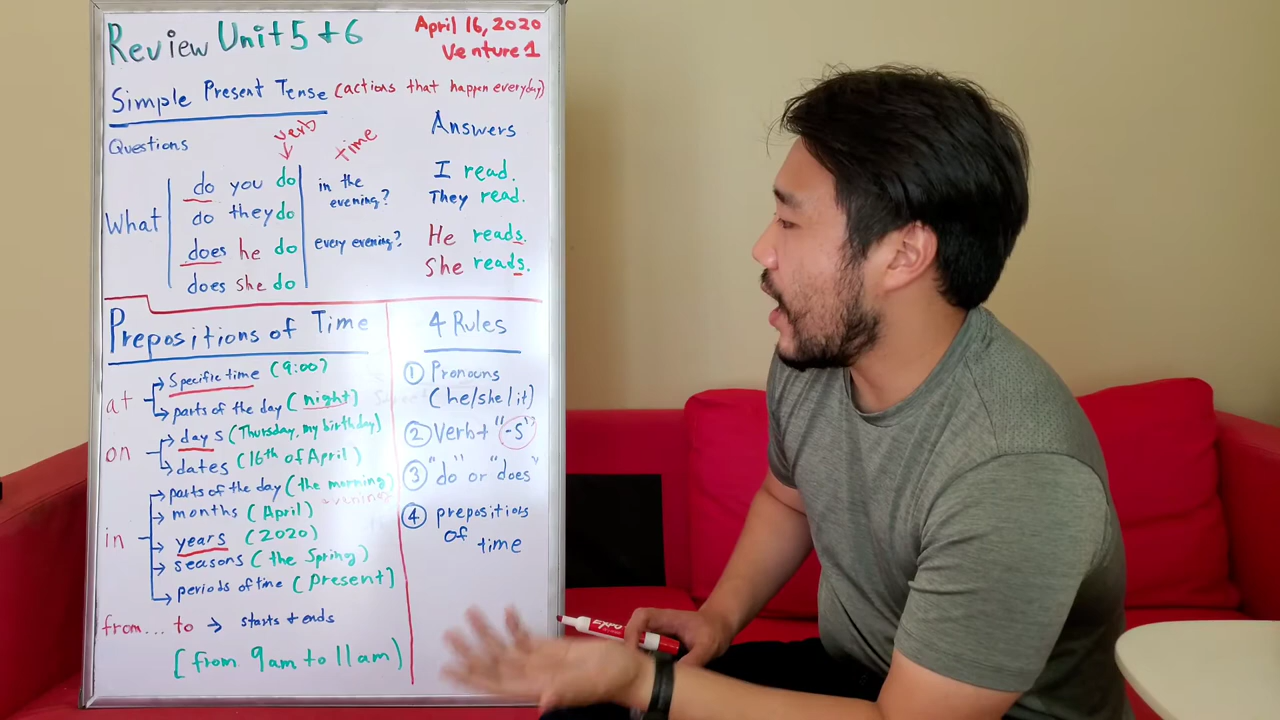 Review Unit 5 + 6
April 16, 2020
Venture 1
Simple Present Tense (actions that happen everyday)
Questions
verb
time
Answers
What
do you do
do they do
does he do
does she do
in the
evening?
every evening?
I read.
They read.
He reads.
She reads.
Prepositions of Time
at
Specific time (9:00)
parts of the day (night)
on
days (Thursday, my birthday)
dates (16th of April)
in
parts of the day (the morning)
evening
months (April)
years (2020)
seasons (the Spring)
periods of time (present)
from... to → starts + ends
(from 9am to 11am)
4 Rules
① Pronouns
(he/she/it)
② Verb + "-s"
③ "do" or "does"
④ prepositions
of
time
EXPO